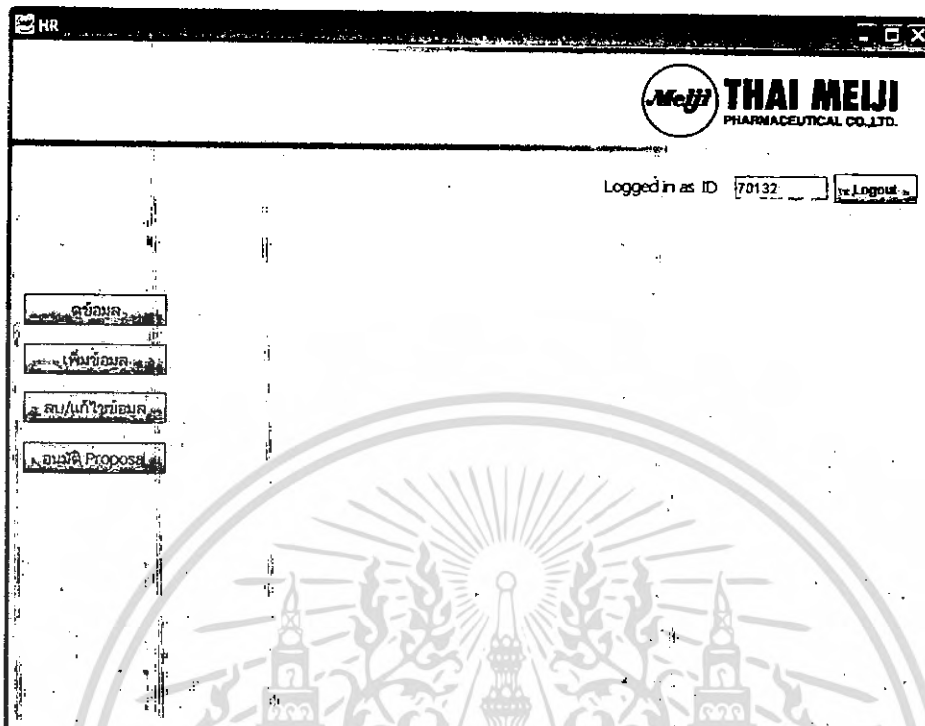 HR
Meiji THAI MEIJI
PHARMACEUTICAL CO.,LTD.
Logged in as ID 70132 Logout
ดูข้อมูล
เพิ่มข้อมูล
ลบ/แก้ไขข้อมูล
อนุมัติ Proposal